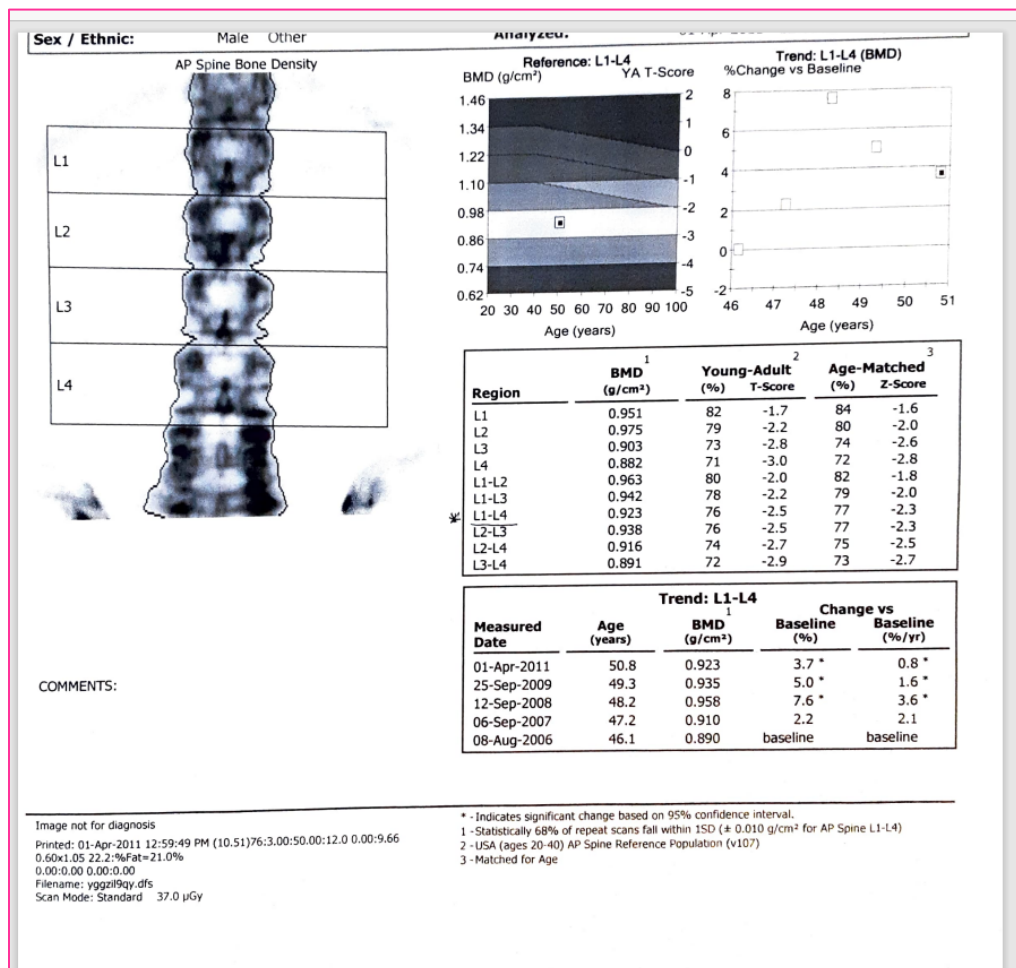 Sex / Ethnic: Male Other Analyzed:
AP Spine Bone Density
L1
L2
L3
L4
Reference: L1-L4
BMD (g/cm²) YA T-Score
1.46 2
1.34 1
1.22 0
1.10 -1
0.98 -2
0.86 -3
0.74 -4
0.62 -5
20 30 40 50 60 70 80 90 100
Age (years)
Trend: L1-L4 (BMD)
%Change vs Baseline
8
6
4
2
0
-2
46 47 48 49 50 51
Age (years)
1 2 3
BMD Young-Adult Age-Matched
Region (g/cm²) (%) T-Score (%) Z-Score
L1 0.951 82 -1.7 84 -1.6
L2 0.975 79 -2.2 80 -2.0
L3 0.903 73 -2.8 74 -2.6
L4 0.882 71 -3.0 72 -2.8
L1-L2 0.963 80 -2.0 82 -1.8
L1-L3 0.942 78 -2.2 79 -2.0
* L1-L4 0.923 76 -2.5 77 -2.3
L2-L3 0.938 76 -2.5 77 -2.3
L2-L4 0.916 74 -2.7 75 -2.5
L3-L4 0.891 72 -2.9 73 -2.7
Trend: L1-L4
1 Change vs
Measured Age BMD Baseline Baseline
Date (years) (g/cm²) (%) (%/yr)
01-Apr-2011 50.8 0.923 3.7 * 0.8 *
25-Sep-2009 49.3 0.935 5.0 * 1.6 *
12-Sep-2008 48.2 0.958 7.6 * 3.6 *
06-Sep-2007 47.2 0.910 2.2 2.1
08-Aug-2006 46.1 0.890 baseline baseline
COMMENTS:
Image not for diagnosis
Printed: 01-Apr-2011 12:59:49 PM (10.51)76:3.00:50.00:12.0 0.00:9.66
0.60x1.05 22.2:%Fat=21.0%
0.00:0.00 0.00:0.00
Filename: yggzil9qy.dfs
Scan Mode: Standard 37.0 µGy
* - Indicates significant change based on 95% confidence interval.
1 - Statistically 68% of repeat scans fall within 1SD (± 0.010 g/cm² for AP Spine L1-L4)
2 - USA (ages 20-40) AP Spine Reference Population (v107)
3 - Matched for Age